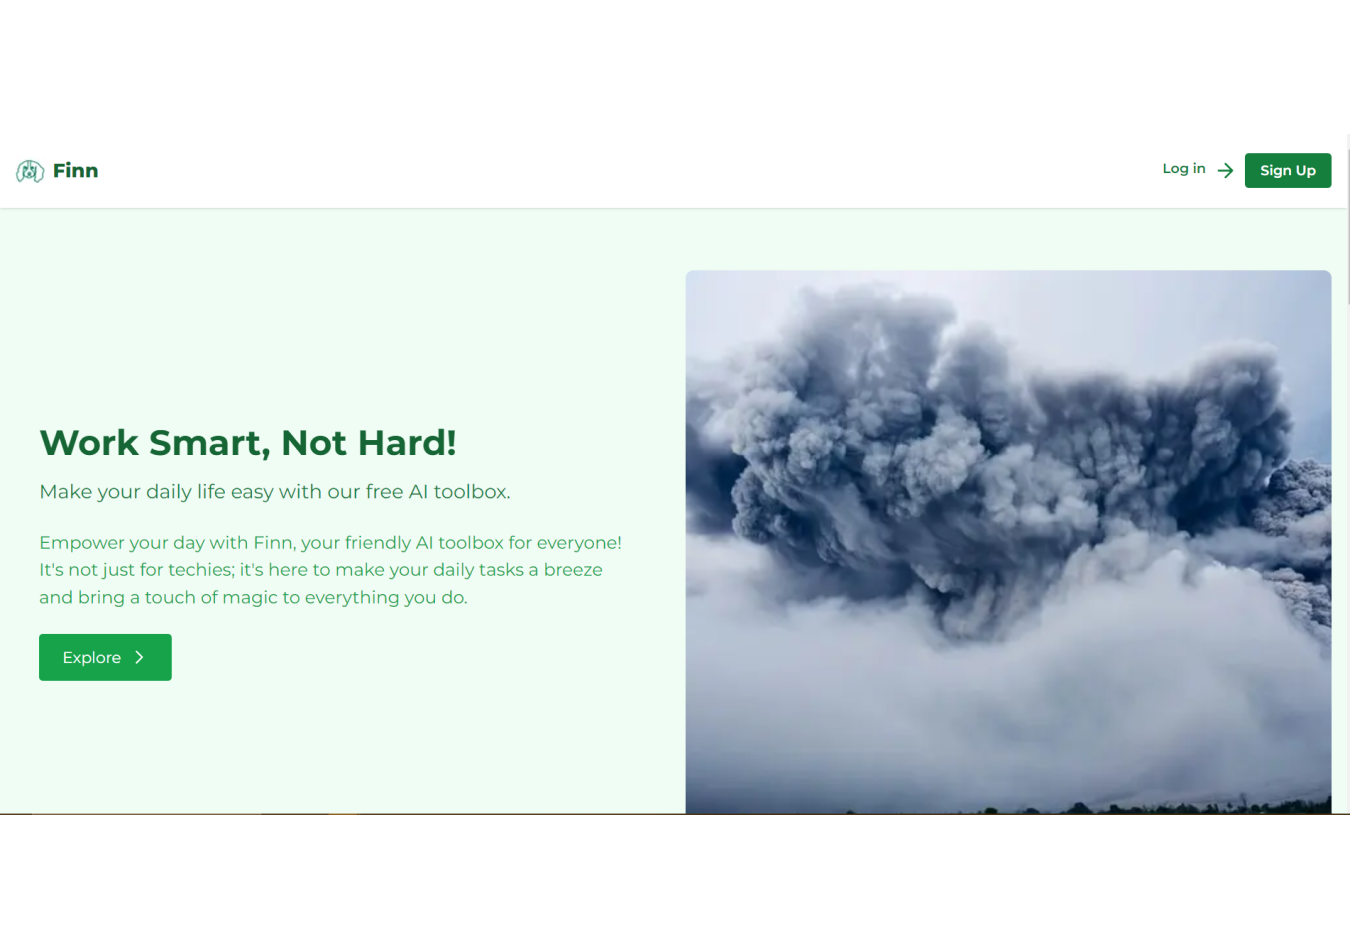 Finn
Log in
Sign Up
Work Smart, Not Hard!
Make your daily life easy with our free AI toolbox.
Empower your day with Finn, your friendly AI toolbox for everyone!
It's not just for techies; it's here to make your daily tasks a breeze
and bring a touch of magic to everything you do.
Explore